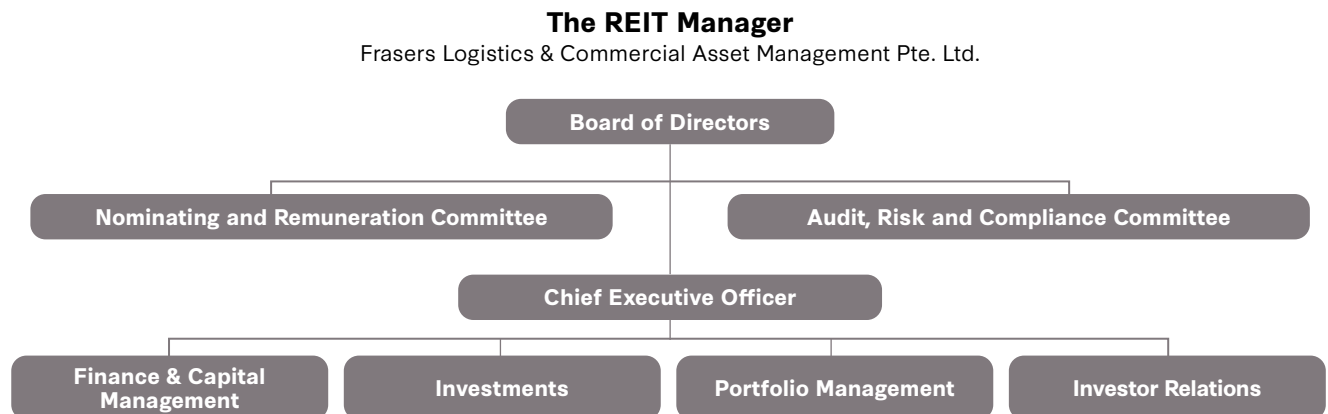 The REIT Manager
Frasers Logistics & Commercial Asset Management Pte. Ltd.
Board of Directors
Nominating and Remuneration Committee
Audit, Risk and Compliance Committee
Chief Executive Officer
Finance & Capital
Management
Investments
Portfolio Management
Investor Relations